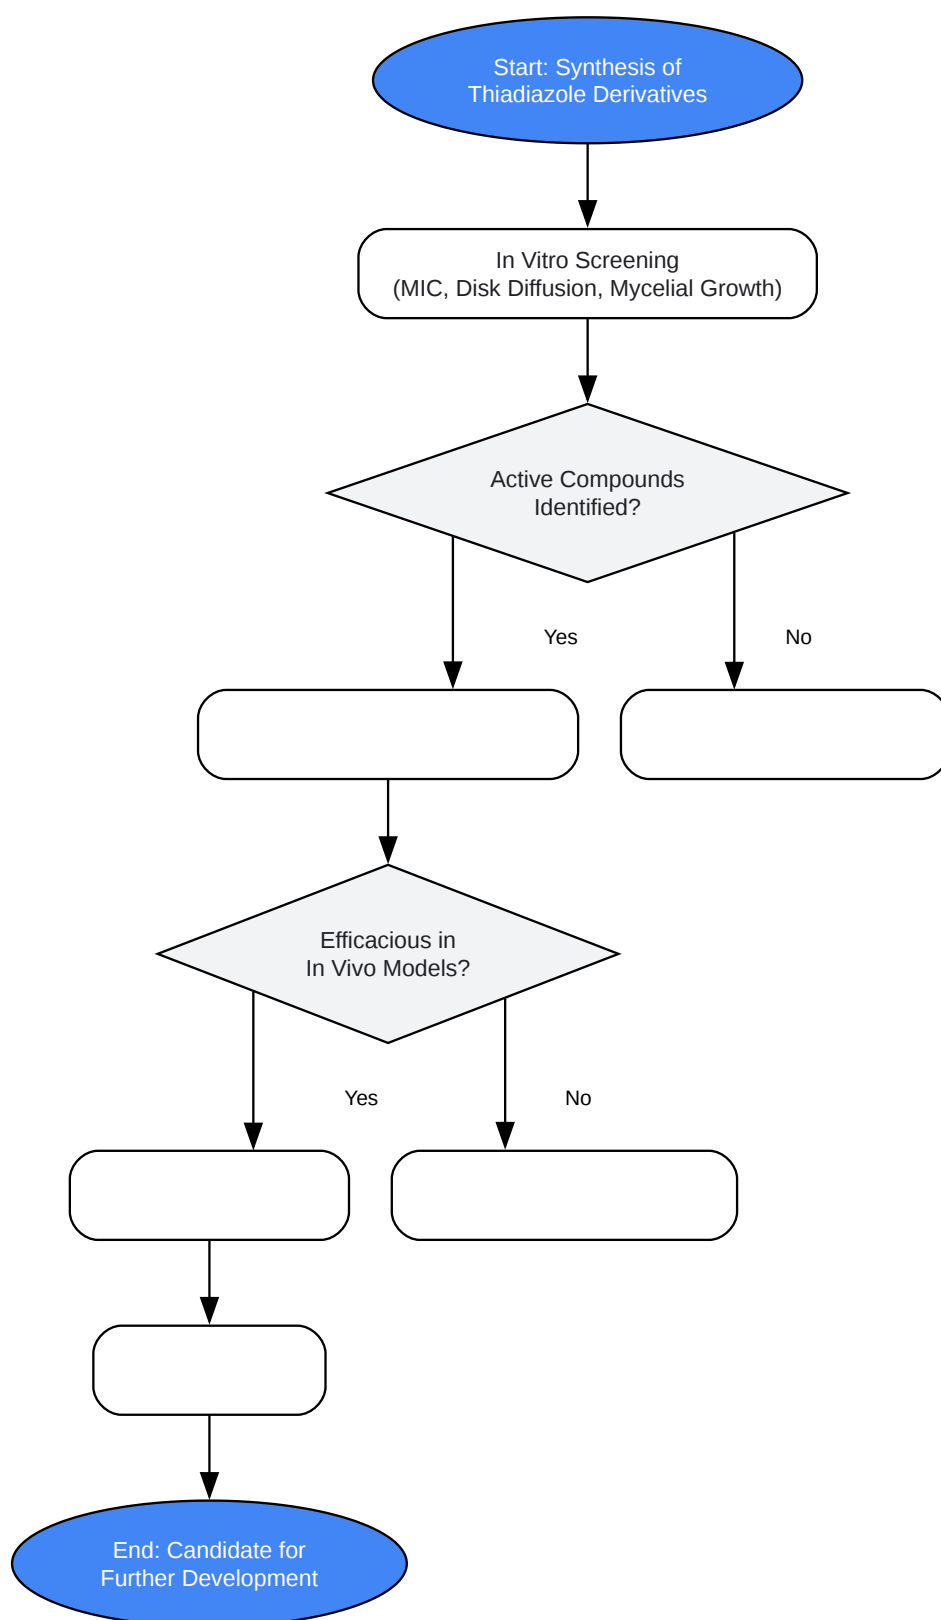 Start: Synthesis of
Thiadiazole Derivatives
In Vitro Screening
(MIC, Disk Diffusion, Mycelial Growth)
Active Compounds
Identified?
Yes
No
Efficacious in
In Vivo Models?
Yes
No
End: Candidate for
Further Development